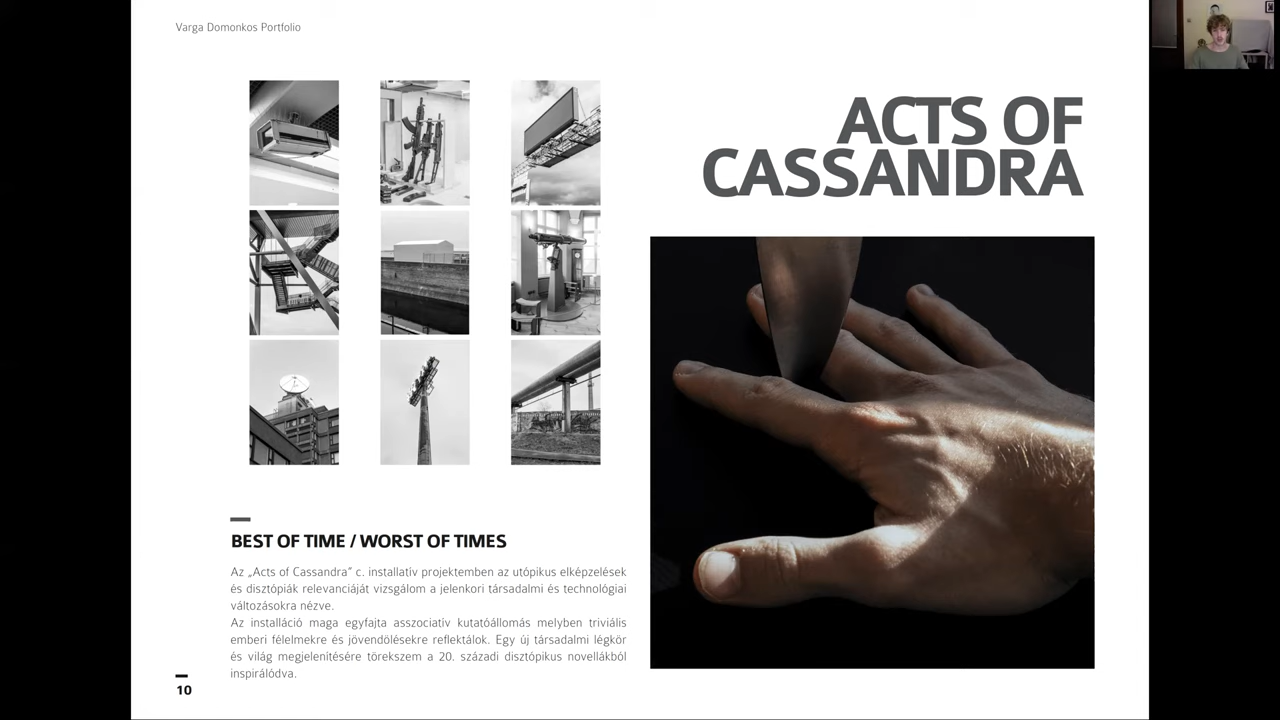 Varga Domonkos Portfolio
ACTS OF
CASSANDRA
BEST OF TIME / WORST OF TIMES
Az „Acts of Cassandra” c. installatív projektemben az utópikus elképzelések
és disztópiák relevanciáját vizsgálom a jelenkori társadalmi és technológiai
változásokra nézve.
Az installáció maga egyfajta asszociatív kutatóállomás melyben triviális
emberi félelmekre és jövendölésekre reflektálok. Egy új társadalmi légkör
és világ megjelenítésére törekszem a 20. századi disztópikus novellákból
inspirálódva.
10